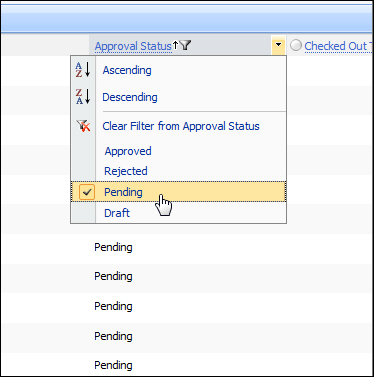 Approval Status
Checked Out T
Ascending
Descending
Clear Filter from Approval Status
Approved
Rejected
Pending
Draft
Pending
Pending
Pending
Pending
Pending